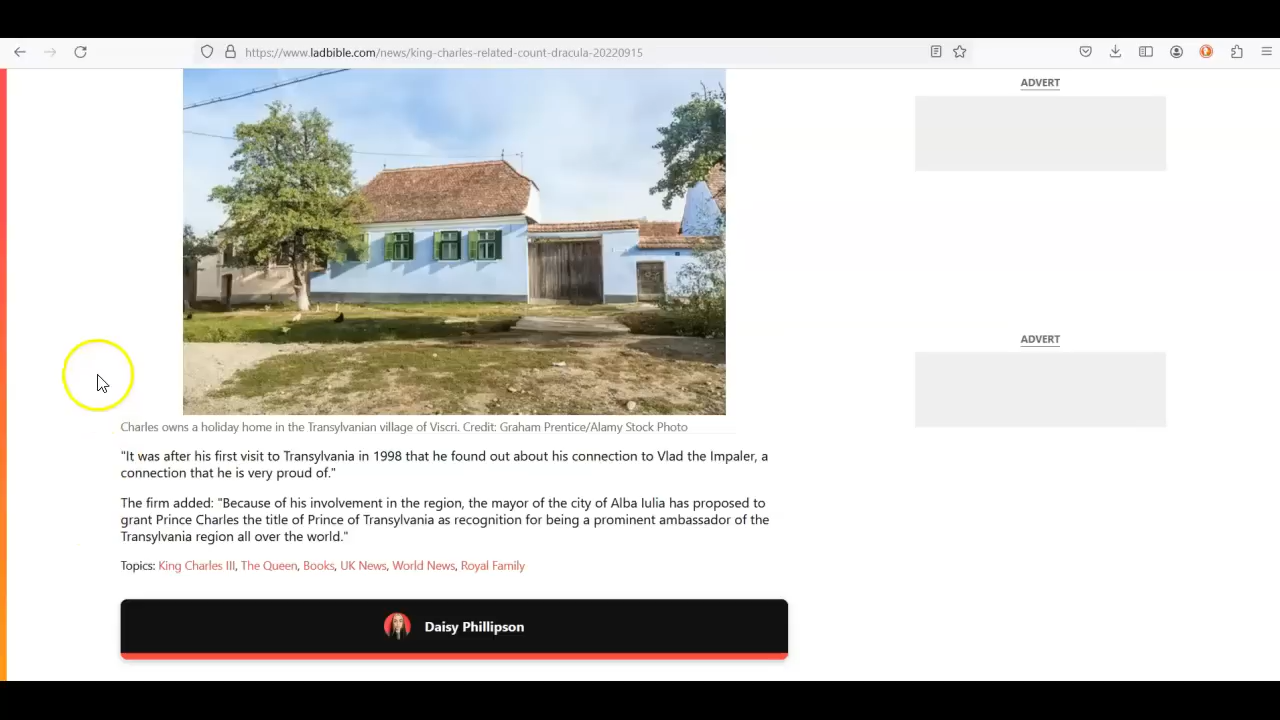 https://www.ladbible.com/news/king-charles-related-count-dracula-20220915
ADVERT
ADVERT
Charles owns a holiday home in the Transylvanian village of Viscri. Credit: Graham Prentice/Alamy Stock Photo
"It was after his first visit to Transylvania in 1998 that he found out about his connection to Vlad the Impaler, a
connection that he is very proud of."
The firm added: "Because of his involvement in the region, the mayor of the city of Alba Iulia has proposed to
grant Prince Charles the title of Prince of Transylvania as recognition for being a prominent ambassador of the
Transylvania region all over the world."
Topics: King Charles III, The Queen, Books, UK News, World News, Royal Family
Daisy Phillipson